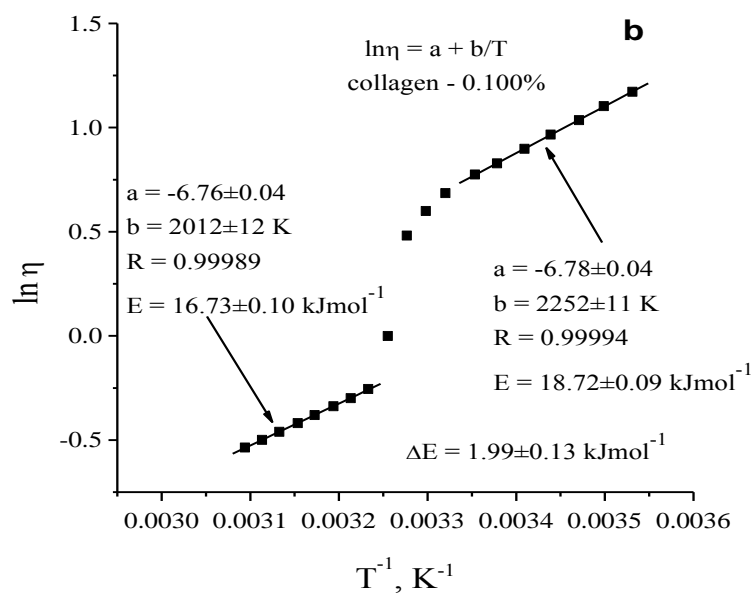 b
lnη = a + b/T
collagen - 0.100%
a = -6.76±0.04
b = 2012±12 K
R = 0.99989
E = 16.73±0.10 kJmol⁻¹
a = -6.78±0.04
b = 2252±11 K
R = 0.99994
E = 18.72±0.09 kJmol⁻¹
ΔE = 1.99±0.13 kJmol⁻¹
ln η
1.5
1.0
0.5
0.0
-0.5
0.0030 0.0031 0.0032 0.0033 0.0034 0.0035 0.0036
T⁻¹, K⁻¹